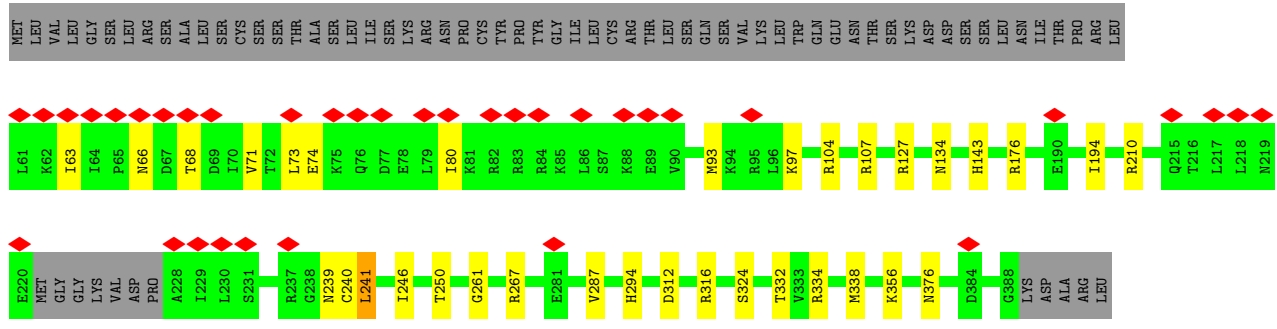 MET LEU VAL LEU GLY SER LEU ARG SER ALA LEU SER CYS SER SER THR ALA SER LEU ILE SER LYS ARG ASN PRO CYS TYR PRO TYR GLY ILE LEU CYS ARG THR LEU SER GLN SER VAL LYS LEU TRP GLN GLU ASN THR SER LYS ASP ASP SER SER LEU ASN ILE THR PRO ARG LEU
L61 K62 I63 I64 P65 N66 D67 T68 D69 I70 V71 T72 L73 E74 K75 Q76 D77 E78 L79 I80 K81 R82 R83 R84 K85 L86 S87 K88 E89 V90 M93 K94 R95 L96 K97 R104 R107 R127 N134 H143 R176 E190 I194 R210 Q215 T216 L217 L218 N219
E220 MET GLY GLY LYS VAL ASP PRO A228 I229 L230 S231 R237 G238 N239 C240 L241 I246 T250 G261 R267 E281 V287 H294 D312 R316 S324 T332 V333 R334 M338 K356 N376 D384 G388 LYS ASP ALA ARG LEU